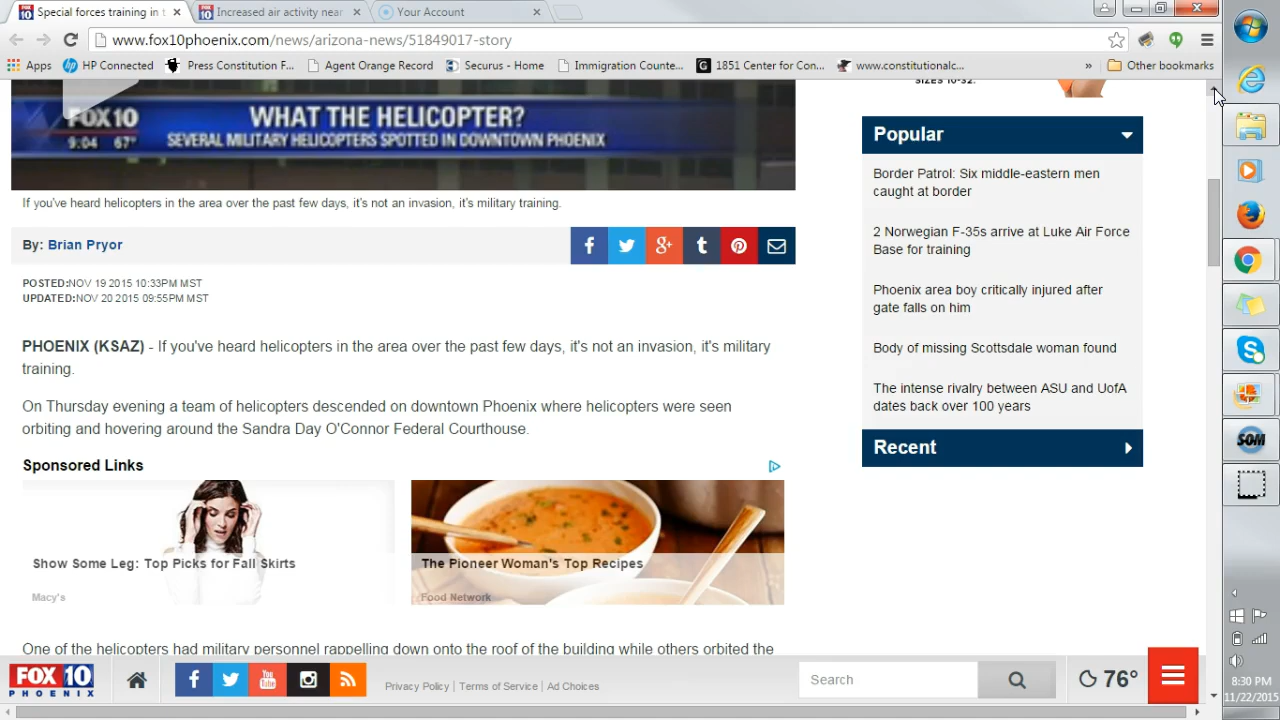 Special forces training in t
Increased air activity near
Your Account
www.fox10phoenix.com/news/arizona-news/51849017-story
Apps
HP Connected
Press Constitution F...
Agent Orange Record
Securus - Home
Immigration Counte...
1851 Center for Con...
www.constitutionalc...
»
Other bookmarks
FOX10
9:04 67°
WHAT THE HELICOPTER?
SEVERAL MILITARY HELICOPTERS SPOTTED IN DOWNTOWN PHOENIX
If you've heard helicopters in the area over the past few days, it's not an invasion, it's military training.
By: Brian Pryor
POSTED:NOV 19 2015 10:33PM MST
UPDATED:NOV 20 2015 09:55PM MST
PHOENIX (KSAZ) - If you've heard helicopters in the area over the past few days, it's not an invasion, it's military
training.
On Thursday evening a team of helicopters descended on downtown Phoenix where helicopters were seen
orbiting and hovering around the Sandra Day O'Connor Federal Courthouse.
Sponsored Links
Show Some Leg: Top Picks for Fall Skirts
Macy's
The Pioneer Woman's Top Recipes
Food Network
One of the helicopters had military personnel rappelling down onto the roof of the building while others orbited the
SIZES 10-32.
Popular
Border Patrol: Six middle-eastern men
caught at border
2 Norwegian F-35s arrive at Luke Air Force
Base for training
Phoenix area boy critically injured after
gate falls on him
Body of missing Scottsdale woman found
The intense rivalry between ASU and UofA
dates back over 100 years
Recent
FOX 10
PHOENIX
Privacy Policy | Terms of Service | Ad Choices
Search
76°
SOM
8:30 PM
11/22/2015